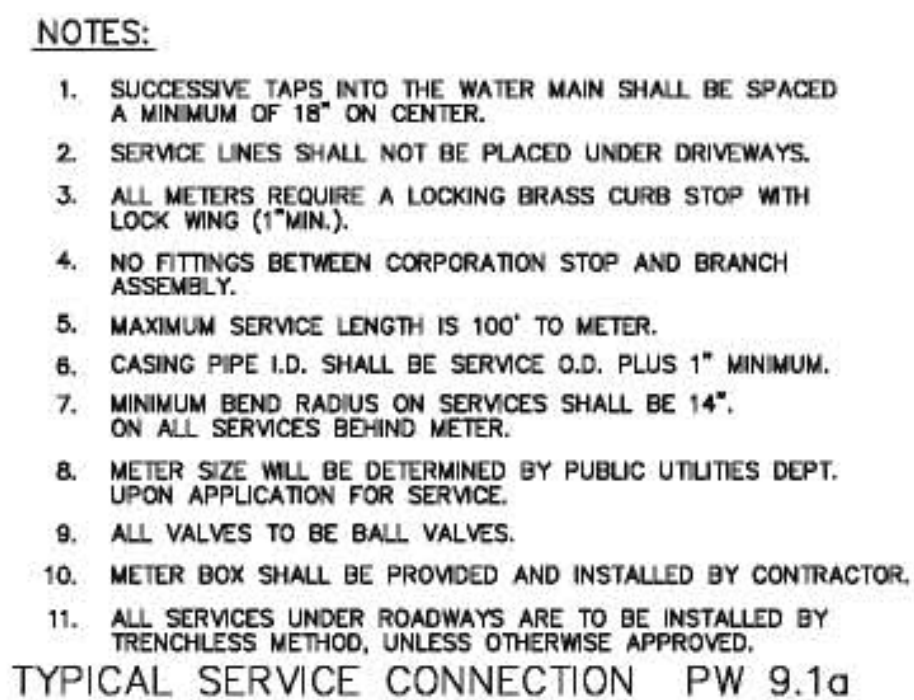 NOTES:
1. SUCCESSIVE TAPS INTO THE WATER MAIN SHALL BE SPACED
A MINIMUM OF 18" ON CENTER.
2. SERVICE LINES SHALL NOT BE PLACED UNDER DRIVEWAYS.
3. ALL METERS REQUIRE A LOCKING BRASS CURB STOP WITH
LOCK WING (1"MIN.).
4. NO FITTINGS BETWEEN CORPORATION STOP AND BRANCH
ASSEMBLY.
5. MAXIMUM SERVICE LENGTH IS 100' TO METER.
6. CASING PIPE I.D. SHALL BE SERVICE O.D. PLUS 1" MINIMUM.
7. MINIMUM BEND RADIUS ON SERVICES SHALL BE 14".
ON ALL SERVICES BEHIND METER.
8. METER SIZE WILL BE DETERMINED BY PUBLIC UTILITIES DEPT.
UPON APPLICATION FOR SERVICE.
9. ALL VALVES TO BE BALL VALVES.
10. METER BOX SHALL BE PROVIDED AND INSTALLED BY CONTRACTOR.
11. ALL SERVICES UNDER ROADWAYS ARE TO BE INSTALLED BY
TRENCHLESS METHOD, UNLESS OTHERWISE APPROVED.
TYPICAL SERVICE CONNECTION PW 9.1a